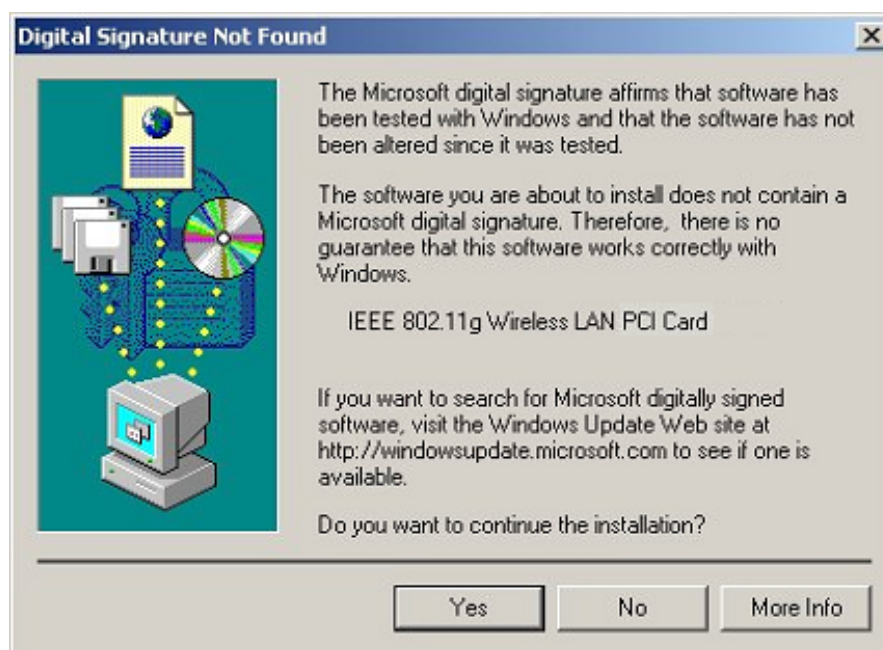 Digital Signature Not Found
The Microsoft digital signature affirms that software has
been tested with Windows and that the software has not
been altered since it was tested.
The software you are about to install does not contain a
Microsoft digital signature. Therefore, there is no
guarantee that this software works correctly with
Windows.
IEEE 802.11g Wireless LAN PCI Card
If you want to search for Microsoft digitally signed
software, visit the Windows Update Web site at
http://windowsupdate.microsoft.com to see if one is
available.
Do you want to continue the installation?
Yes No More Info